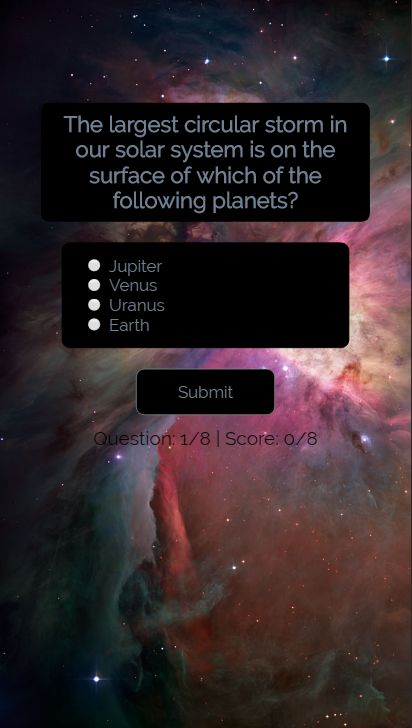 The largest circular storm in
our solar system is on the
surface of which of the
following planets?
Jupiter
Venus
Uranus
Earth
Submit
Question: 1/8 | Score: 0/8